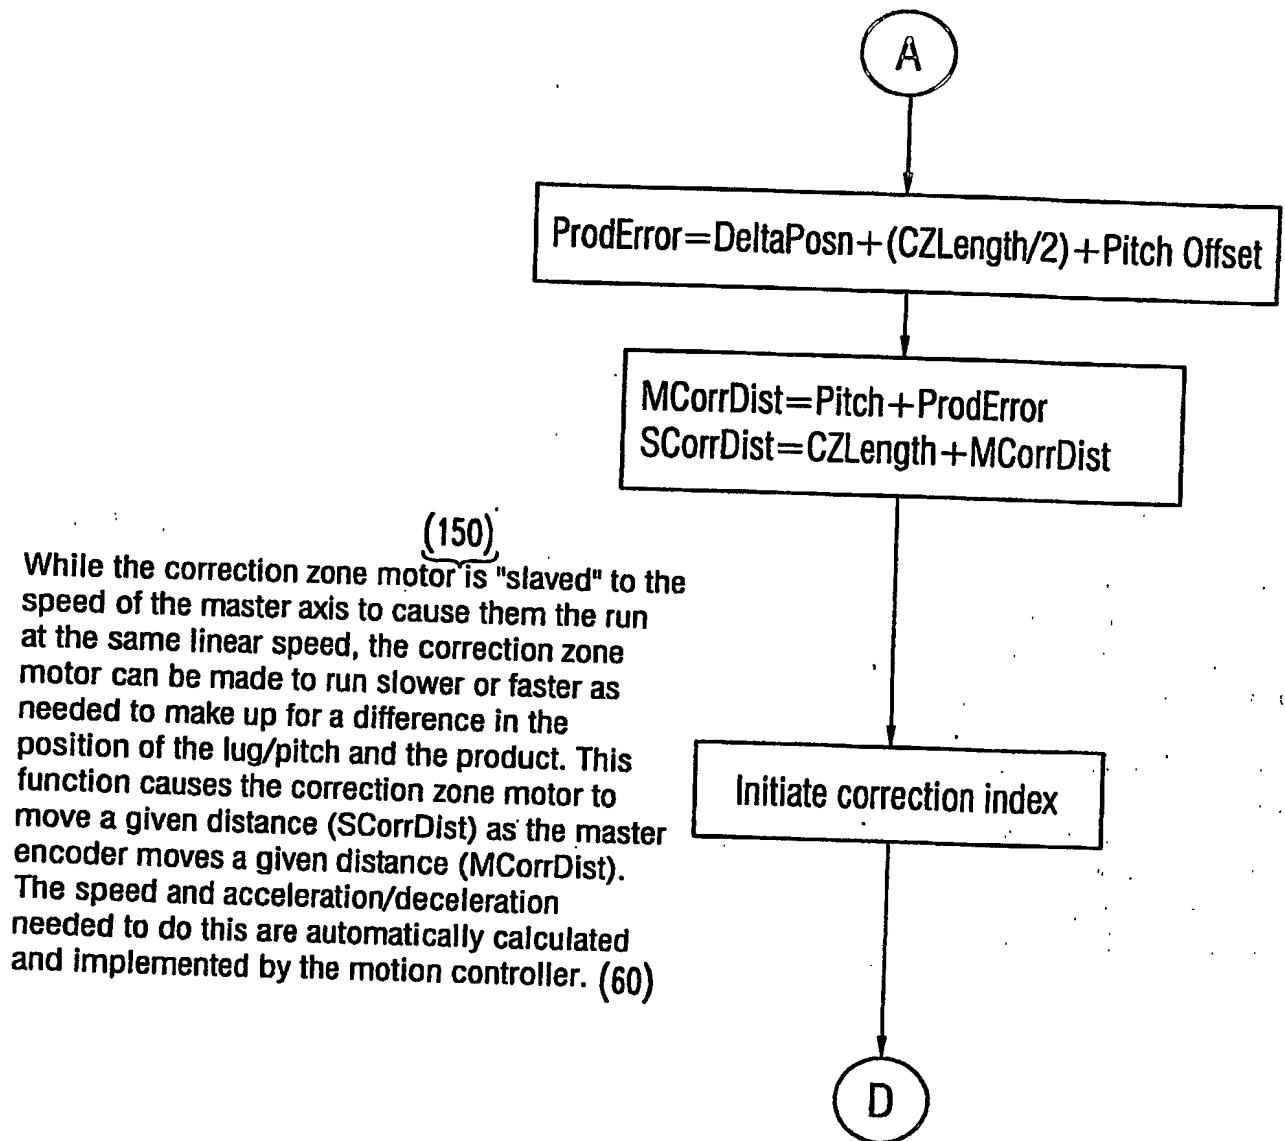 A
ProdError=DeltaPosn+(CZLength/2)+Pitch Offset
MCorrDist=Pitch+ProdError
SCorrDist=CZLength+MCorrDist
(150)
While the correction zone motor is "slaved" to the
speed of the master axis to cause them the run
at the same linear speed, the correction zone
motor can be made to run slower or faster as
needed to make up for a difference in the
position of the lug/pitch and the product. This
function causes the correction zone motor to
move a given distance (SCorrDist) as the master
encoder moves a given distance (MCorrDist).
The speed and acceleration/deceleration
needed to do this are automatically calculated
and implemented by the motion controller. (60)
Initiate correction index
D